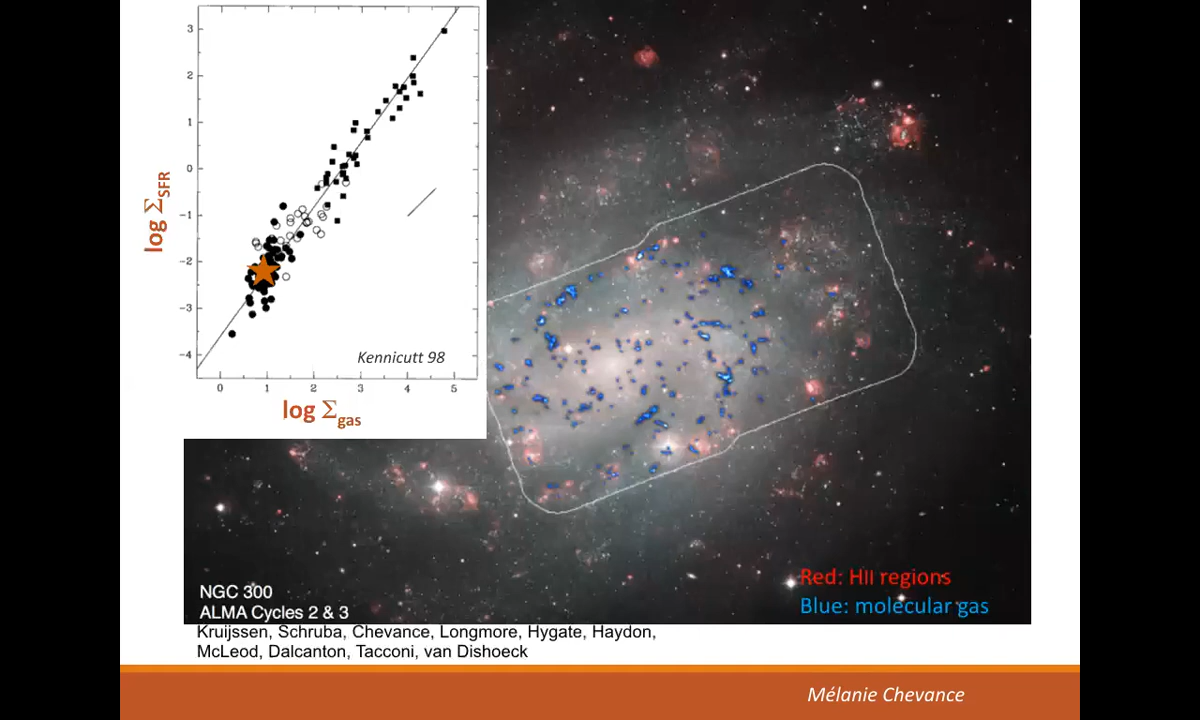 3
2
1
0
−1
−2
−3
−4
log ΣSFR
Kennicutt 98
0 1 2 3 4 5
log Σgas
Red: HII regions
Blue: molecular gas
NGC 300
ALMA Cycles 2 & 3
Kruijssen, Schruba, Chevance, Longmore, Hygate, Haydon,
McLeod, Dalcanton, Tacconi, van Dishoeck
Mélanie Chevance